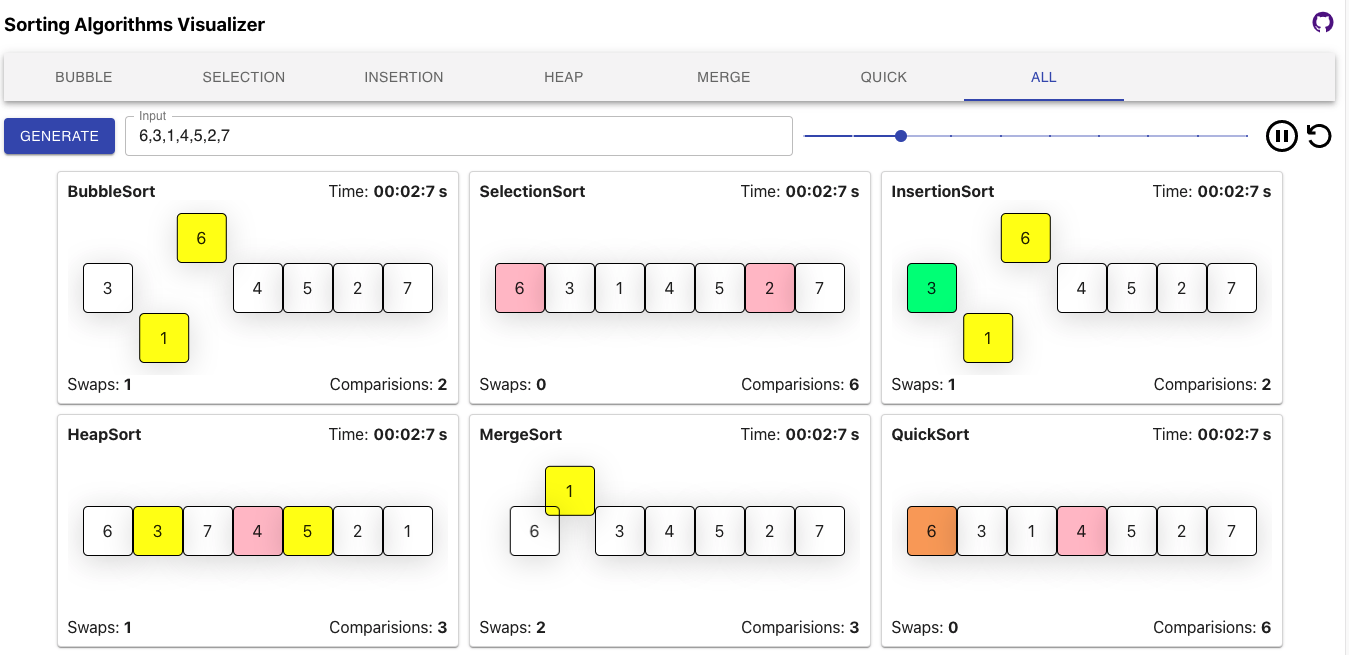 Sorting Algorithms Visualizer
BUBBLE SELECTION INSERTION HEAP MERGE QUICK ALL
GENERATE
Input
6,3,1,4,5,2,7
BubbleSort Time: 00:02:7 s
6
3 4 5 2 7
1
Swaps: 1 Comparisions: 2
SelectionSort Time: 00:02:7 s
6 3 1 4 5 2 7
Swaps: 0 Comparisions: 6
InsertionSort Time: 00:02:7 s
6
3 4 5 2 7
1
Swaps: 1 Comparisions: 2
HeapSort Time: 00:02:7 s
6 3 7 4 5 2 1
Swaps: 1 Comparisions: 3
MergeSort Time: 00:02:7 s
1
6 3 4 5 2 7
Swaps: 2 Comparisions: 3
QuickSort Time: 00:02:7 s
6 3 1 4 5 2 7
Swaps: 0 Comparisions: 6